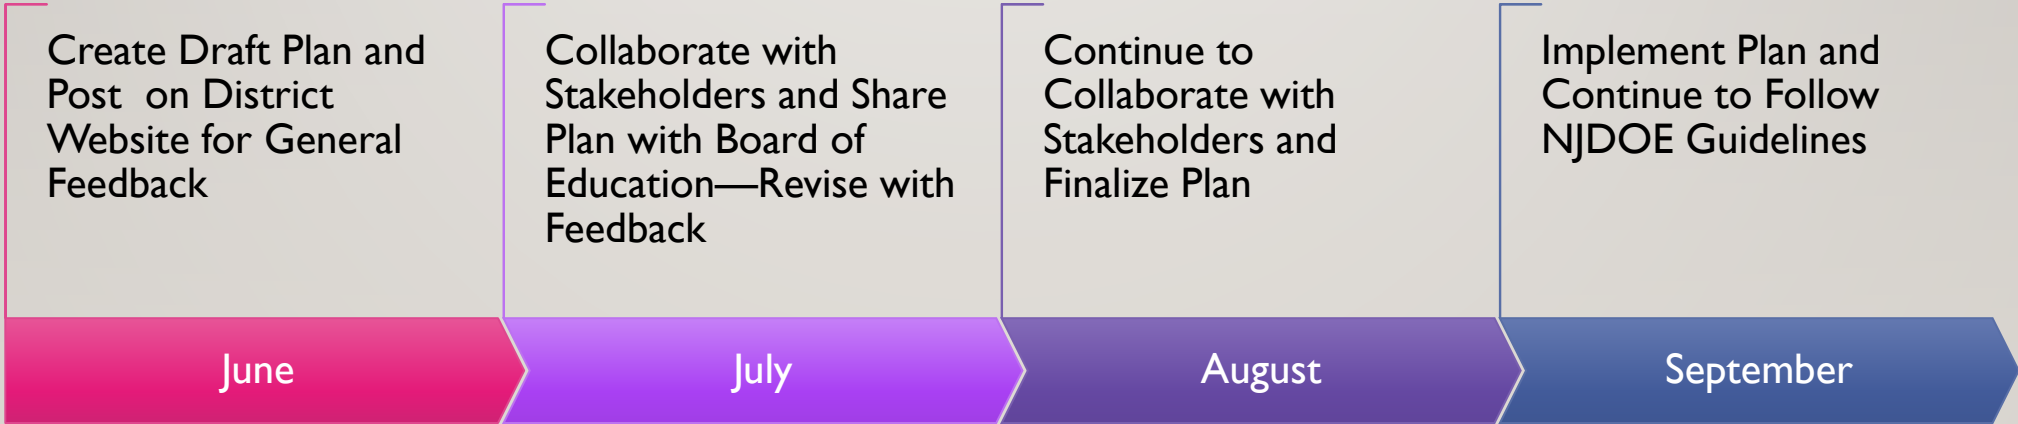 Create Draft Plan and
Post  on District
Website for General
Feedback
Collaborate with
Stakeholders and Share
Plan with Board of
Education—Revise with
Feedback
Continue to
Collaborate with
Stakeholders and
Finalize Plan
Implement Plan and
Continue to Follow
NJDOE Guidelines
June
July
August
September